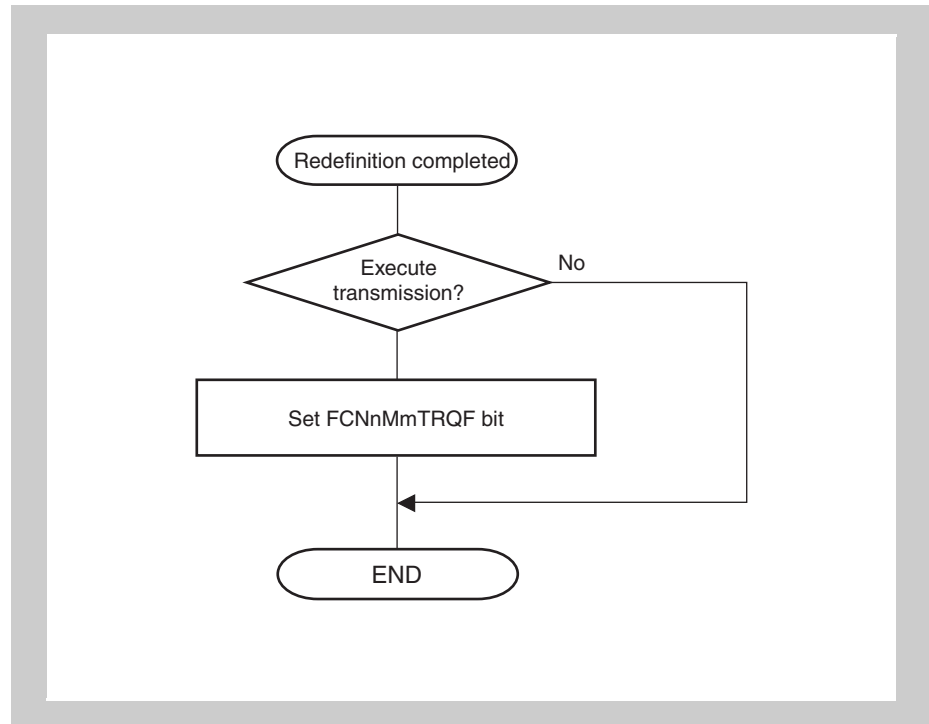 Redefinition completed
Execute
transmission?
No
Set FCNnMmTRQF bit
END